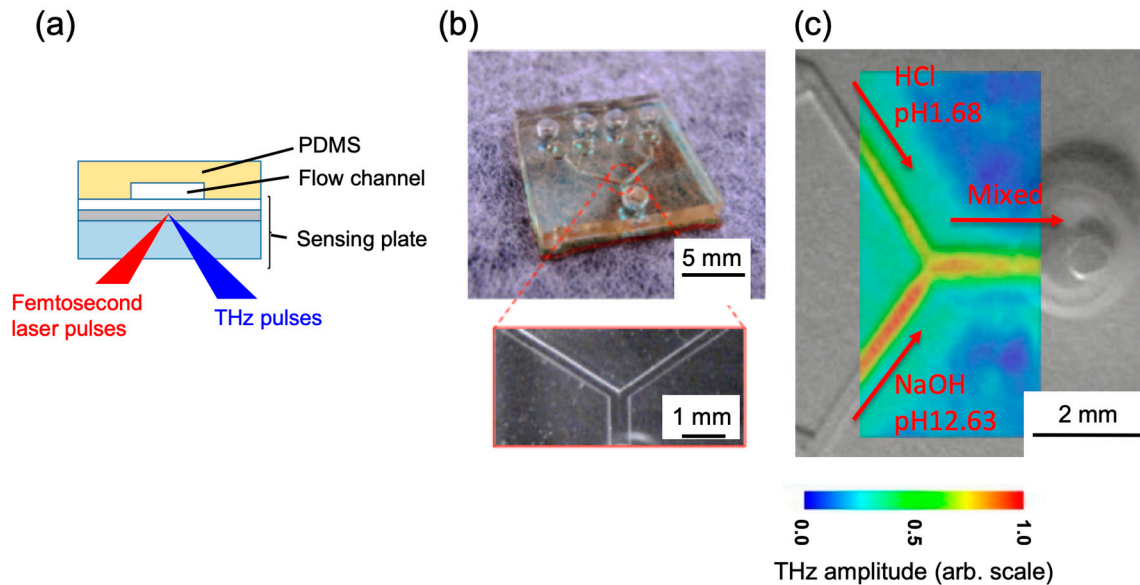 (a)
PDMS
Flow channel
Sensing plate
Femtosecond
laser pulses
THz pulses
(b)
5 mm
1 mm
(c)
HCl
pH1.68
Mixed
NaOH
pH12.63
2 mm
0.0
0.5
1.0
THz amplitude (arb. scale)